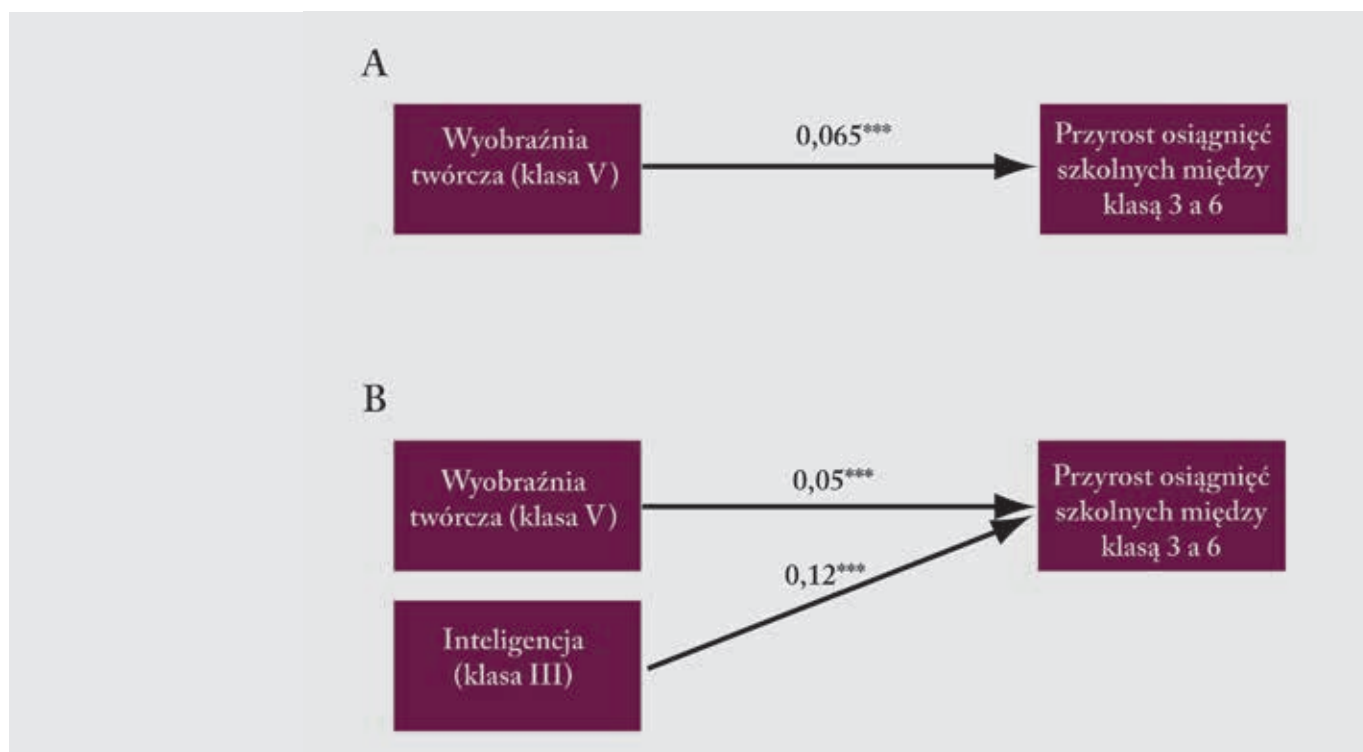 A
Wyobraźnia
twórcza (klasa V)
0,065***
Przyrost osiągnięć
szkolnych między
klasą 3 a 6
B
Wyobraźnia
twórcza (klasa V)
0,05***
Przyrost osiągnięć
szkolnych między
klasą 3 a 6
0,12***
Inteligencja
(klasa III)